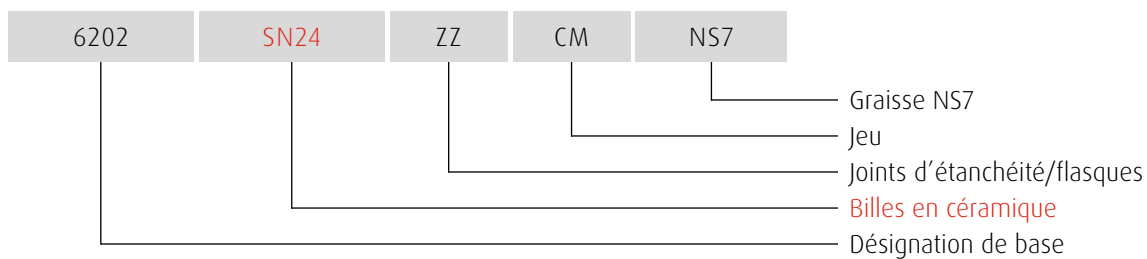 6202 SN24 ZZ CM NS7
Graisse NS7
Jeu
Joints d'étanchéité/flasques
Billes en céramique
Désignation de base